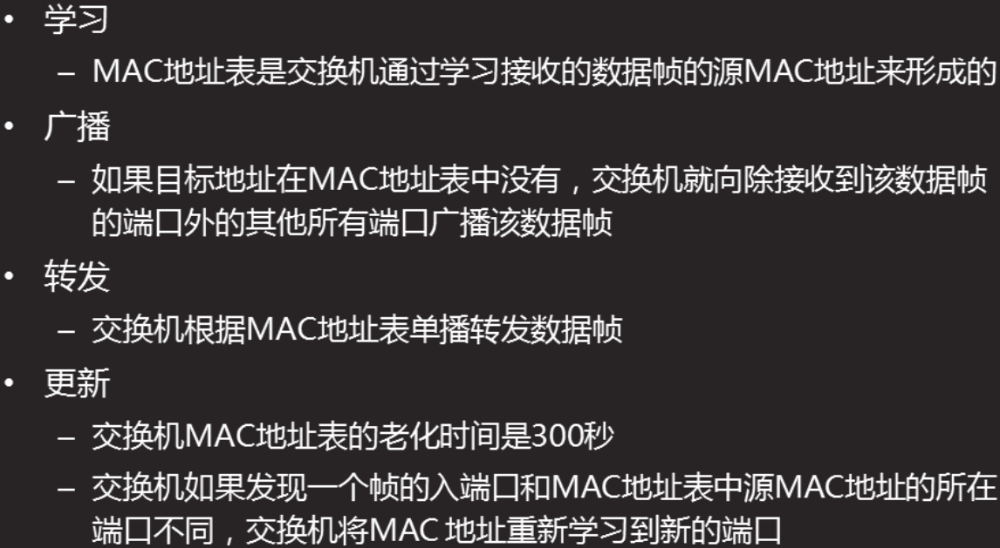 • 学习
– MAC地址表是交换机通过学习接收的数据帧的源MAC地址来形成的
• 广播
– 如果目标地址在MAC地址表中没有，交换机就向除接收到该数据帧
的端口外的其他所有端口广播该数据帧
• 转发
– 交换机根据MAC地址表单播转发数据帧
• 更新
– 交换机MAC地址表的老化时间是300秒
– 交换机如果发现一个帧的入端口和MAC地址表中源MAC地址的所在
端口不同，交换机将MAC 地址重新学习到新的端口